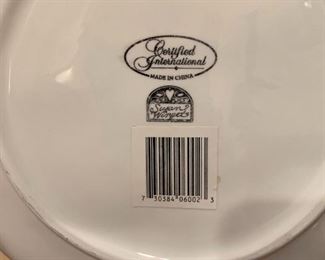 Certified
International
MADE IN CHINA
Susan
Winget
7 30384 06002 3